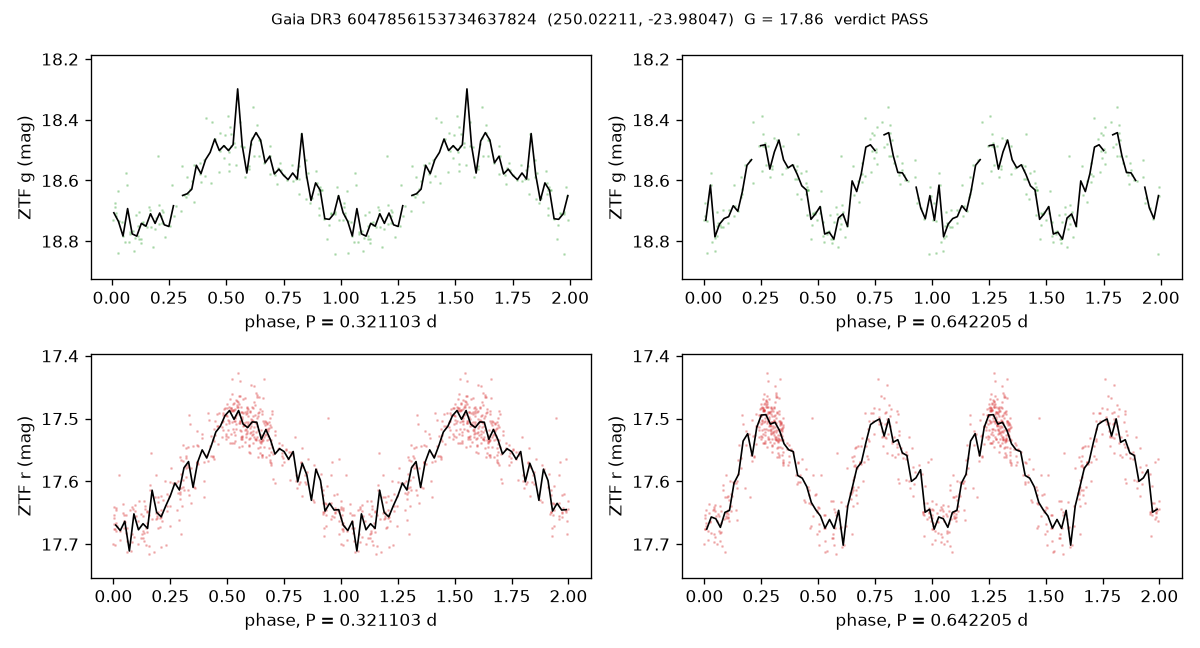 Gaia DR3 6047856153734637824 (250.02211, -23.98047) G = 17.86 verdict PASS
18.2
18.4
18.6
18.8
ZTF g (mag)
0.00 0.25 0.50 0.75 1.00 1.25 1.50 1.75 2.00
phase, P = 0.321103 d
18.2
18.4
18.6
18.8
ZTF g (mag)
0.00 0.25 0.50 0.75 1.00 1.25 1.50 1.75 2.00
phase, P = 0.642205 d
17.4
17.5
17.6
17.7
ZTF r (mag)
0.00 0.25 0.50 0.75 1.00 1.25 1.50 1.75 2.00
phase, P = 0.321103 d
17.4
17.5
17.6
17.7
ZTF r (mag)
0.00 0.25 0.50 0.75 1.00 1.25 1.50 1.75 2.00
phase, P = 0.642205 d